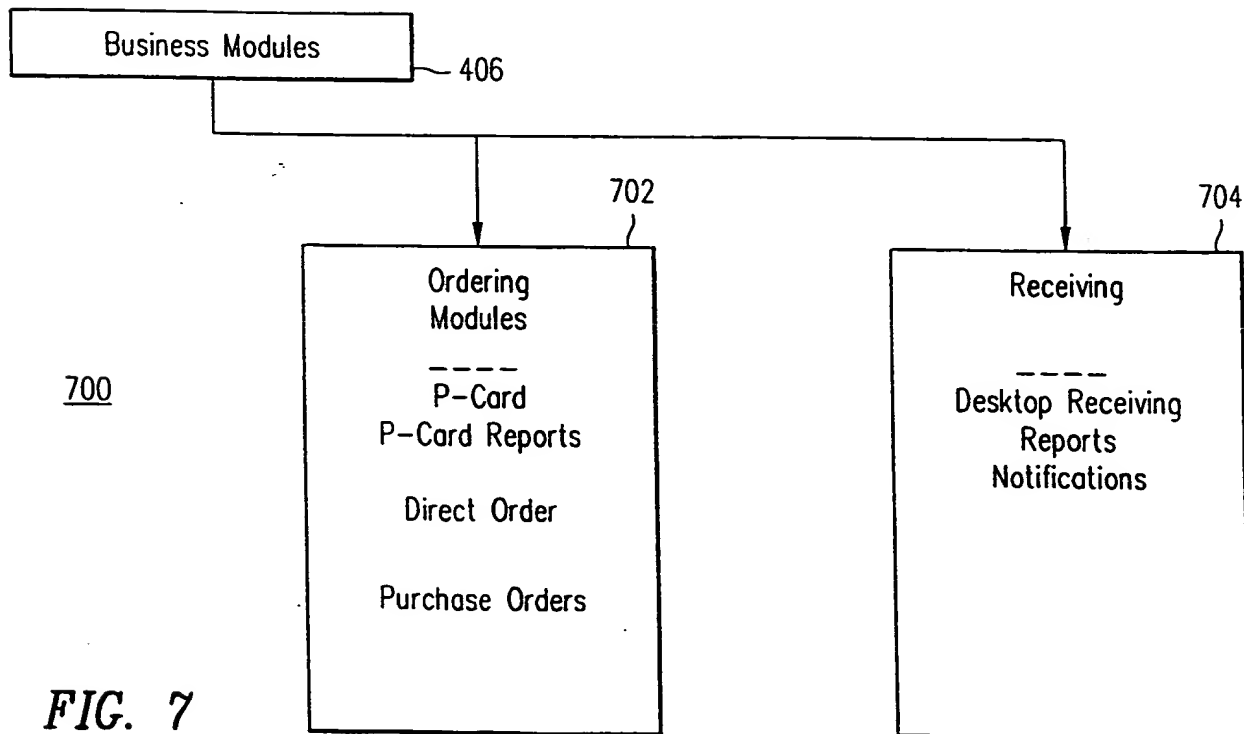 Business Modules
406
702
704
Ordering
Modules
P-Card
P-Card Reports
Direct Order
Purchase Orders
Receiving
Desktop Receiving
Reports
Notifications
700
FIG. 7